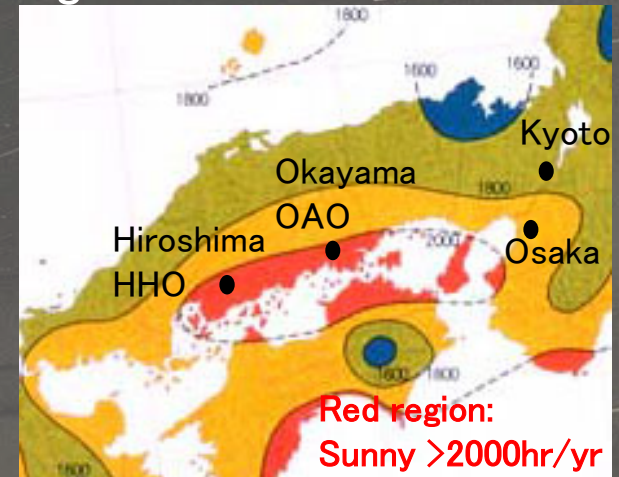 1800
1600 1600
1800
Kyoto
Okayama
1800
OAO
Hiroshima
2000
Osaka
HHO
1600 - 1800
Red region:
Sunny >2000hr/yr
1800